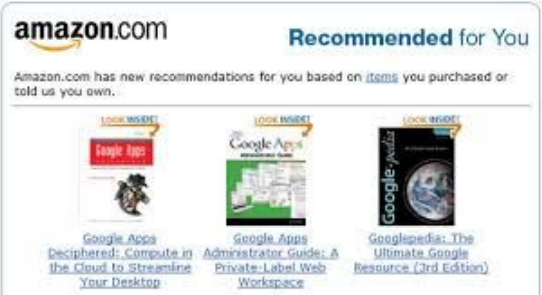 amazon.com
Recommended for You
Amazon.com has new recommendations for you based on items you purchased or
told us you own.
LOOK INSIDE! LOOK INSIDE! LOOK INSIDE!
Google Apps
Google Apps
ADMINISTRATOR GUIDE
Google·pedia
Google Apps
Deciphered: Compute in
the Cloud to Streamline
Your Desktop
Google Apps
Administrator Guide: A
Private-Label Web
Workspace
Googlepedia: The
Ultimate Google
Resource (3rd Edition)